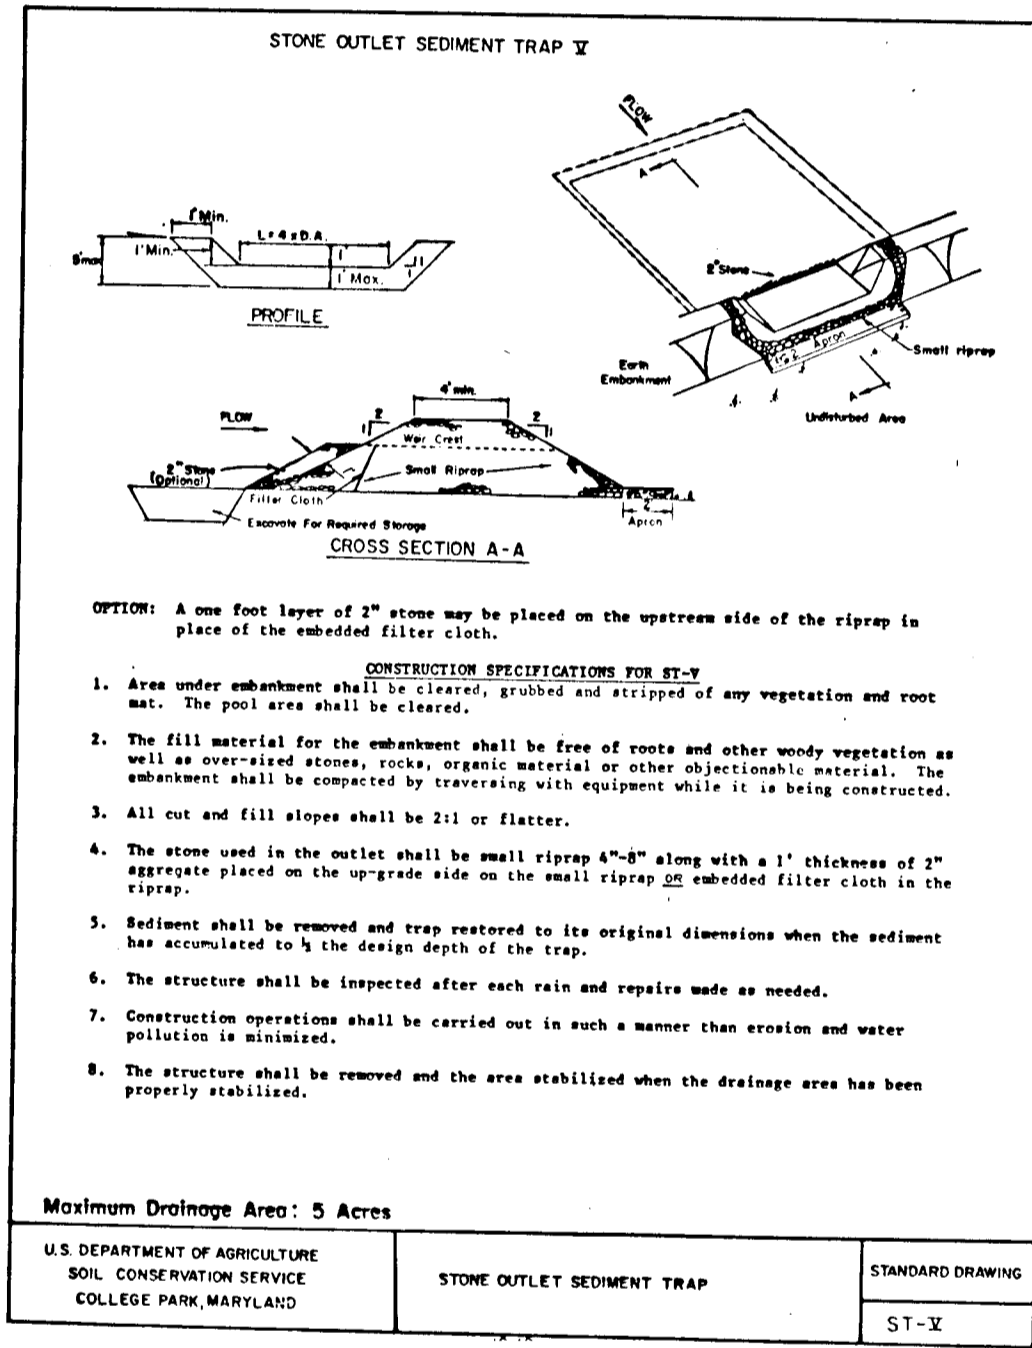 STONE OUTLET SEDIMENT TRAP V
FLOW
A
1' Min.
L = 4 x D.A.
1' Min.
5' max
1'
1
1
1' Max.
PROFILE
2" Stone
Apron
Small riprap
Earth
Embankment
A
Undisturbed Area
4' min.
FLOW
2
1
2
1
Weir Crest
2" Stone
(Optional)
Small Riprap
Filter Cloth
2
Apron
Excavate For Required Storage
CROSS SECTION A-A
OPTION: A one foot layer of 2" stone may be placed on the upstream side of the riprap in
place of the embedded filter cloth.
CONSTRUCTION SPECIFICATIONS FOR ST-V
1. Area under embankment shall be cleared, grubbed and stripped of any vegetation and root
mat. The pool area shall be cleared.
2. The fill material for the embankment shall be free of roots and other woody vegetation as
well as over-sized stones, rocks, organic material or other objectionable material. The
embankment shall be compacted by traversing with equipment while it is being constructed.
3. All cut and fill slopes shall be 2:1 or flatter.
4. The stone used in the outlet shall be small riprap 4"-8" along with a 1' thickness of 2"
aggregate placed on the up-grade side on the small riprap OR embedded filter cloth in the
riprap.
5. Sediment shall be removed and trap restored to its original dimensions when the sediment
has accumulated to ½ the design depth of the trap.
6. The structure shall be inspected after each rain and repairs made as needed.
7. Construction operations shall be carried out in such a manner than erosion and water
pollution is minimized.
8. The structure shall be removed and the area stabilized when the drainage area has been
properly stabilized.
Maximum Drainage Area: 5 Acres
U.S. DEPARTMENT OF AGRICULTURE
SOIL CONSERVATION SERVICE
COLLEGE PARK, MARYLAND
STONE OUTLET SEDIMENT TRAP
STANDARD DRAWING
ST-V